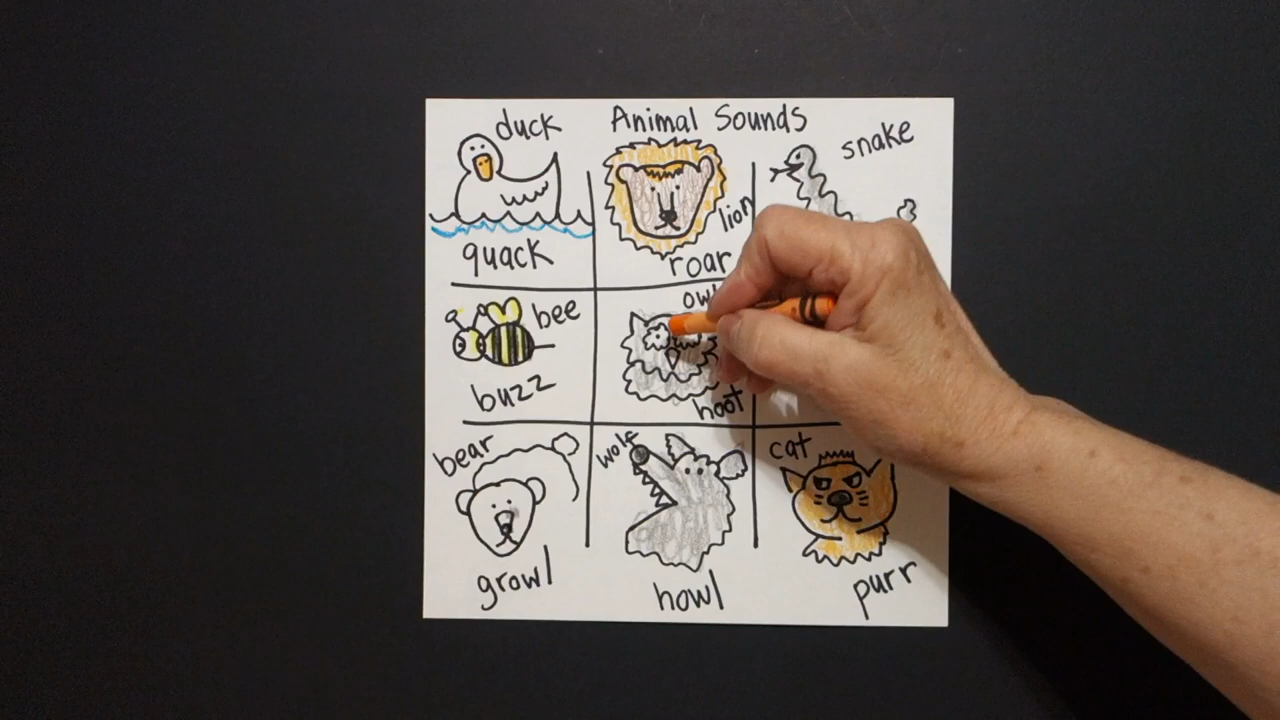 Animal Sounds
duck
quack
lion
roar
snake
bee
buzz
owl
hoot
bear
growl
wolf
howl
cat
purr